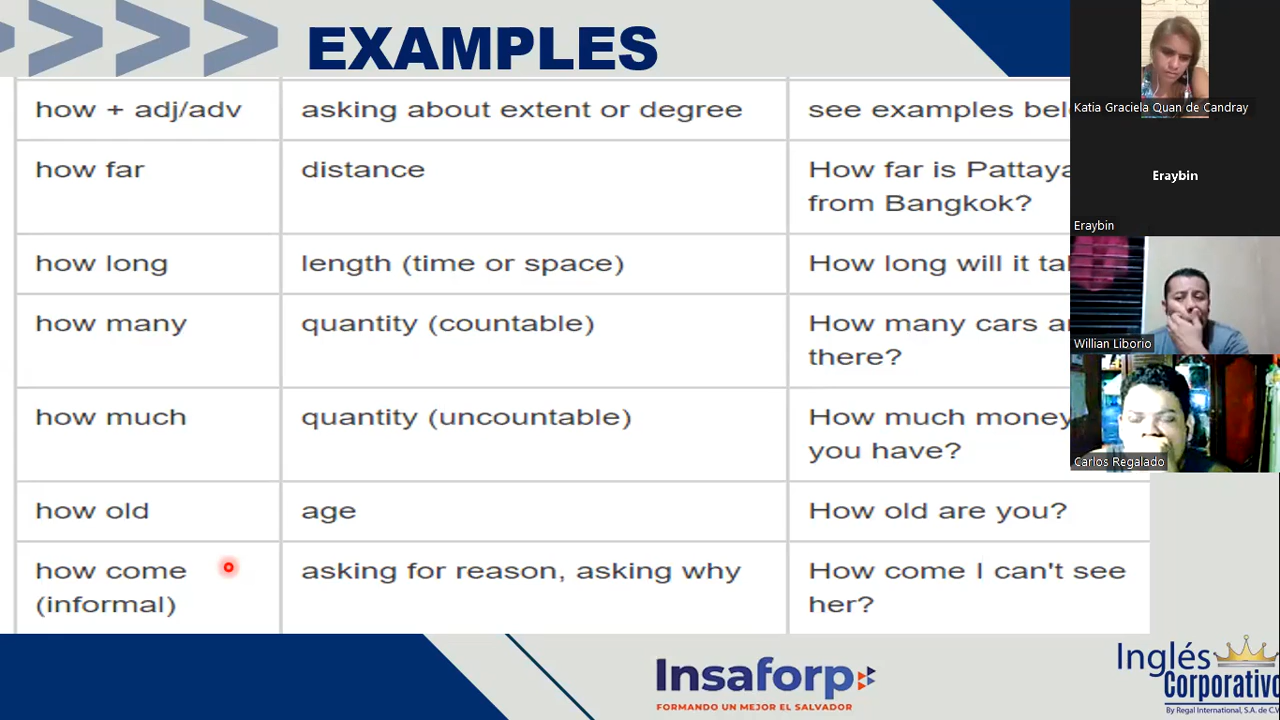 EXAMPLES
how + adj/adv asking about extent or degree see examples
how far distance How far is Pattaya
from Bangkok?
how long length (time or space) How long will it
how many quantity (countable) How many cars
there?
how much quantity (uncountable) How much money
you have?
how old age How old are you?
how come asking for reason, asking why How come I can't see
(informal) her?
Katia Graciela Quan de Candray
Eraybin
Eraybin
Willian Liborio
Carlos Regalado
Insaforp
FORMANDO UN MEJOR EL SALVADOR
Inglés
Corporativo
By Regal International, S.A. de C.V